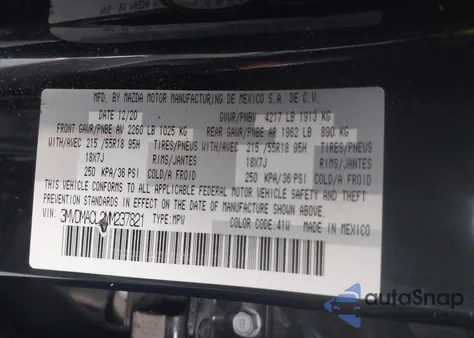 MFD. BY MAZDA MOTOR MANUFACTURING DE MEXICO S.A. DE C.V.
DATE 12/20 GVWR/PNBV 4217 LB 1913 KG
FRONT GAWR/PNBE AV 2260 LB 1025 KG REAR GAWR/PNBE AR 1962 LB 890 KG
WITH/AVEC 215 /55R18 95H TIRES/PNEUS WITH/AVEC 215 /55R18 95H TIRES/PNEUS
18X7J RIMS/JANTES 18X7J RIMS/JANTES
250 KPA/36 PSI COLD/A FROID 250 KPA/36 PSI COLD/A FROID
THIS VEHICLE CONFORMS TO ALL APPLICABLE FEDERAL MOTOR VEHICLE SAFETY AND THEFT
PREVENTION STANDARDS IN EFFECT ON THE DATE OF MANUFACTURE SHOWN ABOVE.
VIN: TYPE: MPV COLOR CODE: 41W MADE IN MEXICO
autoSnap